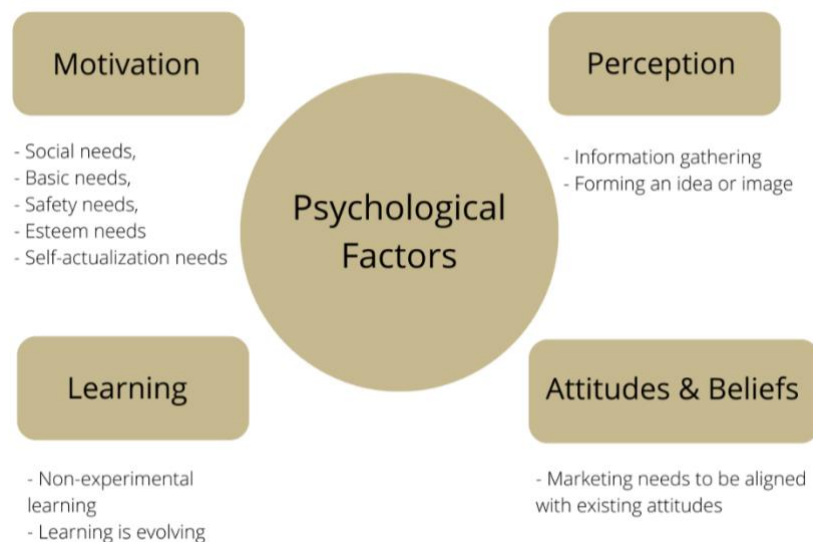 Motivation
- Social needs,
- Basic needs,
- Safety needs,
- Esteem needs
- Self-actualization needs
Perception
- Information gathering
- Forming an idea or image
Psychological
Factors
Learning
- Non-experimental
learning
- Learning is evolving
Attitudes & Beliefs
- Marketing needs to be aligned
with existing attitudes